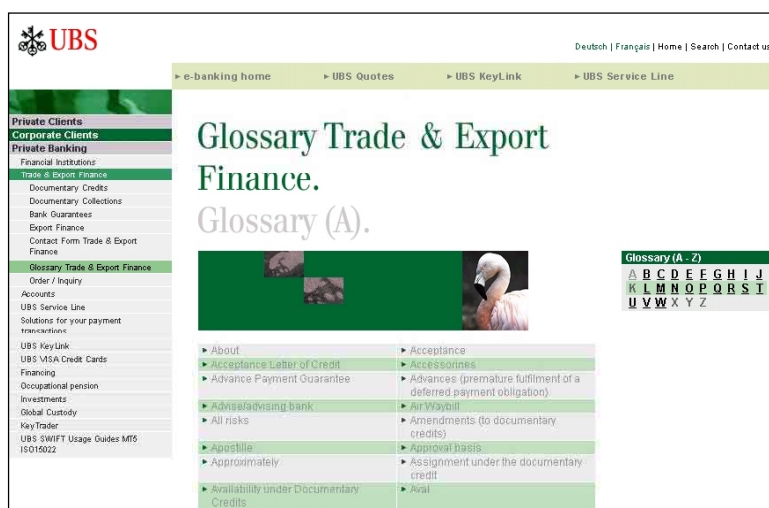 UBS
Deutsch | Français | Home | Search | Contact us
e-banking home UBS Quotes UBS KeyLink UBS Service Line
Private Clients
Corporate Clients
Private Banking
Financial Institutions
Trade & Export Finance
Documentary Credits
Documentary Collections
Bank Guarantees
Export Finance
Contact Form Trade & Export
Finance
Glossary Trade & Export Finance
Order / Inquiry
Accounts
UBS Service Line
Solutions for your payment
transactions
UBS KeyLink
UBS VISA Credit Cards
Financing
Occupational pension
Investments
Global Custody
KeyTrader
UBS SWIFT Usage Guides MT5
ISO15022
Glossary Trade & Export
Finance.
Glossary (A).
Glossary (A - Z)
A B C D E F G H I J
K L M N O P Q R S T
U V W X Y Z
About Acceptance
Acceptance Letter of Credit Accessorines
Advance Payment Guarantee Advances (premature fulfilment of a
deferred payment obligation)
Advise/advising bank Air Waybill
All risks Amendments (to documentary
credits)
Apostille Approval basis
Approximately Assignment under the documentary
credit
Availability under Documentary Aval
Credits